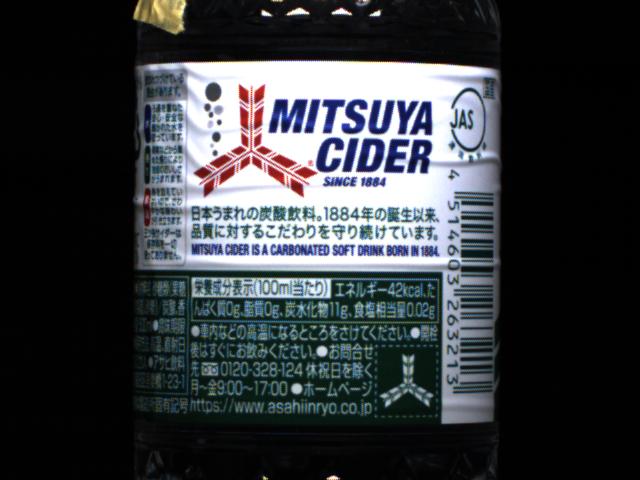 MITSUYA
CIDER
SINCE 1884
日本うまれの炭酸飲料。1884年の誕生以来、
品質に対するこだわりを守り続けています。
MITSUYA CIDER IS A CARBONATED SOFT DRINK BORN IN 1884.
JAS
4 514603 263213
栄養成分表示(100ml当たり) エネルギー42kcal、た
んぱく質0g、脂質0g、炭水化物11g、食塩相当量0.02g
●車内などの高温になるところをさけてください。●開栓
後はすぐにお飲みください。●お問合せ
先 0120-328-124 休祝日を除く
月〜金9:00〜17:00 ●ホームページ
https://www.asahiinryo.co.jp